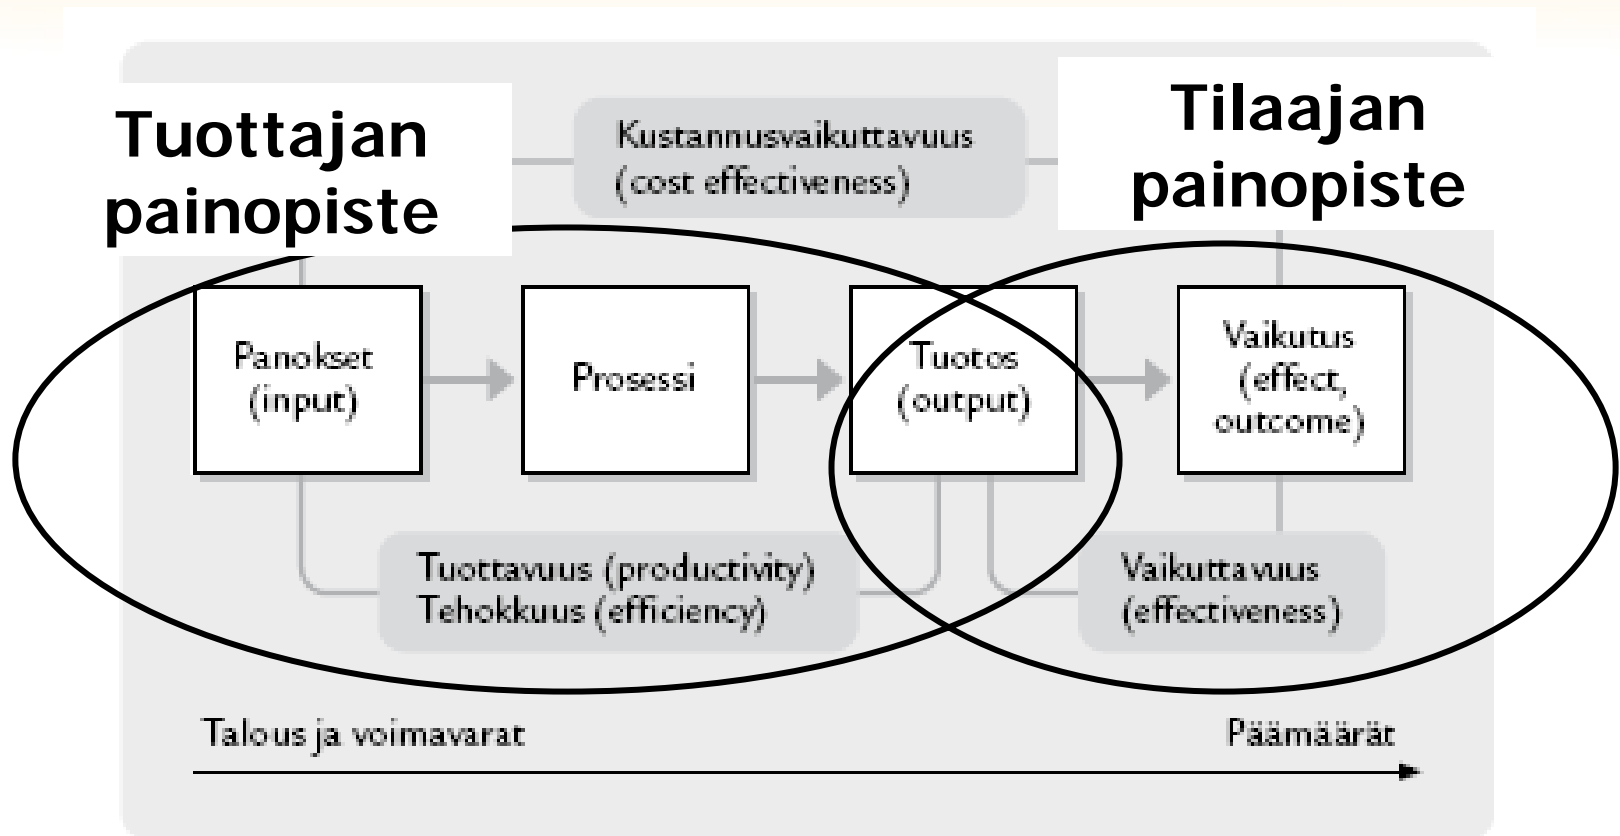 Tuottajan
painopiste
Kustannusvaikuttavuus
(cost effectiveness)
Tilaajan
painopiste
Panokset
(input)
Prosessi
Tuotos
(output)
Vaikutus
(effect,
outcome)
Tuottavuus (productivity)
Tehokkuus (efficiency)
Vaikuttavuus
(effectiveness)
Talous ja voimavarat
Päämäärät